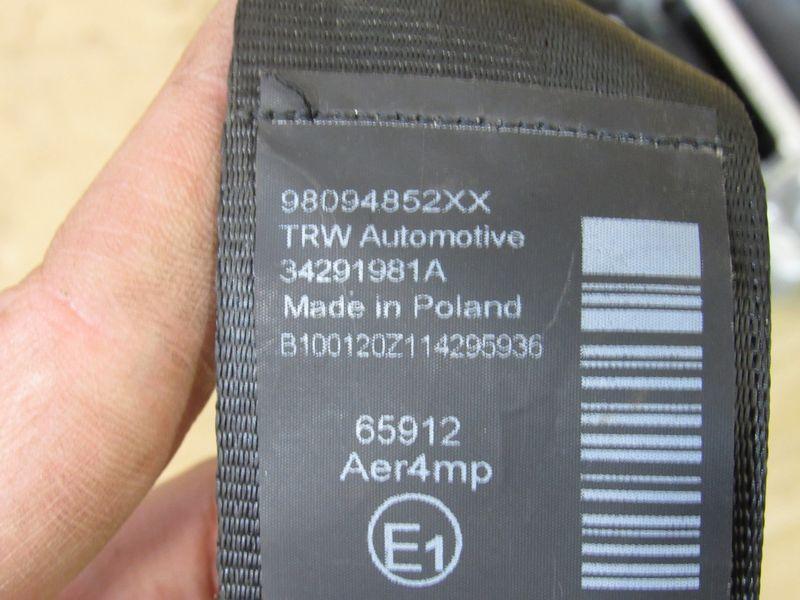 98094852XX
TRW Automotive
34291981A
Made in Poland
B100120Z114295936
65912
Aer4mp
E1